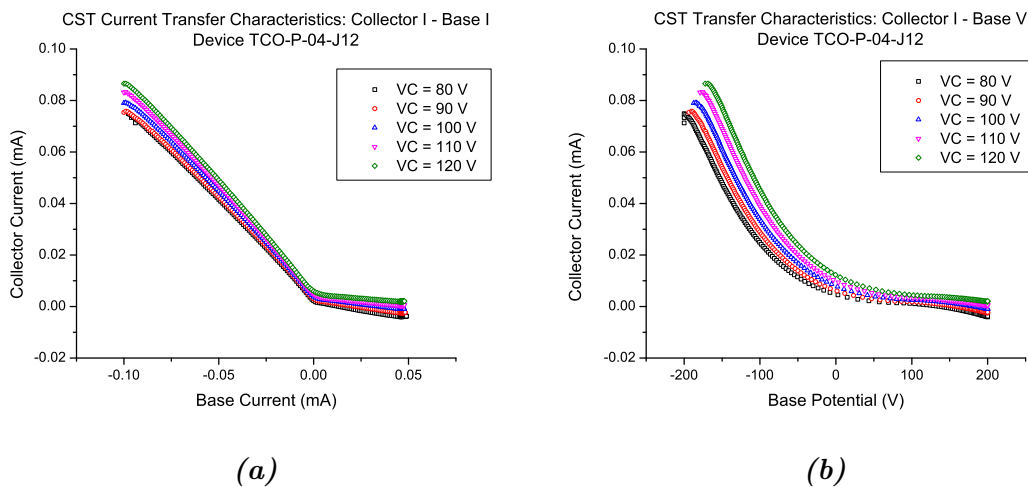 CST Current Transfer Characteristics: Collector I - Base I
Device TCO-P-04-J12
0.10
0.08
0.06
0.04
0.02
0.00
-0.02
Collector Current (mA)
VC = 80 V
VC = 90 V
VC = 100 V
VC = 110 V
VC = 120 V
-0.10
-0.05
0.00
0.05
Base Current (mA)
(a)
CST Transfer Characteristics: Collector I - Base V
Device TCO-P-04-J12
0.10
0.08
0.06
0.04
0.02
0.00
-0.02
Collector Current (mA)
VC = 80 V
VC = 90 V
VC = 100 V
VC = 110 V
VC = 120 V
-200
-100
0
100
200
Base Potential (V)
(b)